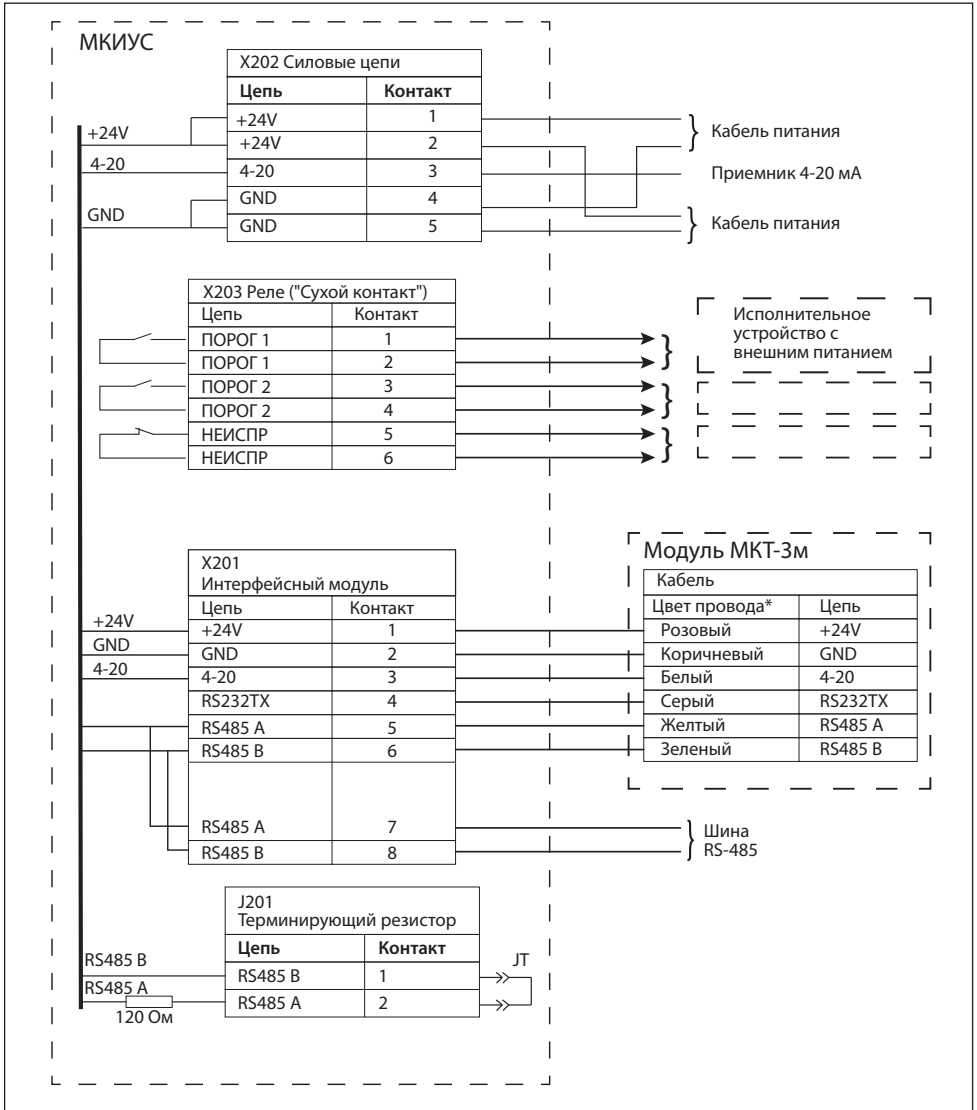 МКИУС
X202 Силовые цепи
Цепь Контакт
+24V 1
+24V 2
4-20 3
GND 4
GND 5
+24V
4-20
GND
Кабель питания
Приемник 4-20 мА
Кабель питания
X203 Реле ("Сухой контакт")
Цепь Контакт
ПОРОГ 1 1
ПОРОГ 1 2
ПОРОГ 2 3
ПОРОГ 2 4
НЕИСПР 5
НЕИСПР 6
Исполнительное
устройство с
внешним питанием
X201
Интерфейсный модуль
Цепь Контакт
+24V 1
GND 2
4-20 3
RS232TX 4
RS485 A 5
RS485 B 6
RS485 A 7
RS485 B 8
+24V
GND
4-20
Модуль МКТ-3м
Кабель
Цвет провода* Цепь
Розовый +24V
Коричневый GND
Белый 4-20
Серый RS232TX
Желтый RS485 A
Зеленый RS485 B
Шина
RS-485
J201
Терминирующий резистор
Цепь Контакт
RS485 B 1
RS485 A 2
RS485 B
RS485 A
120 Ом
JT